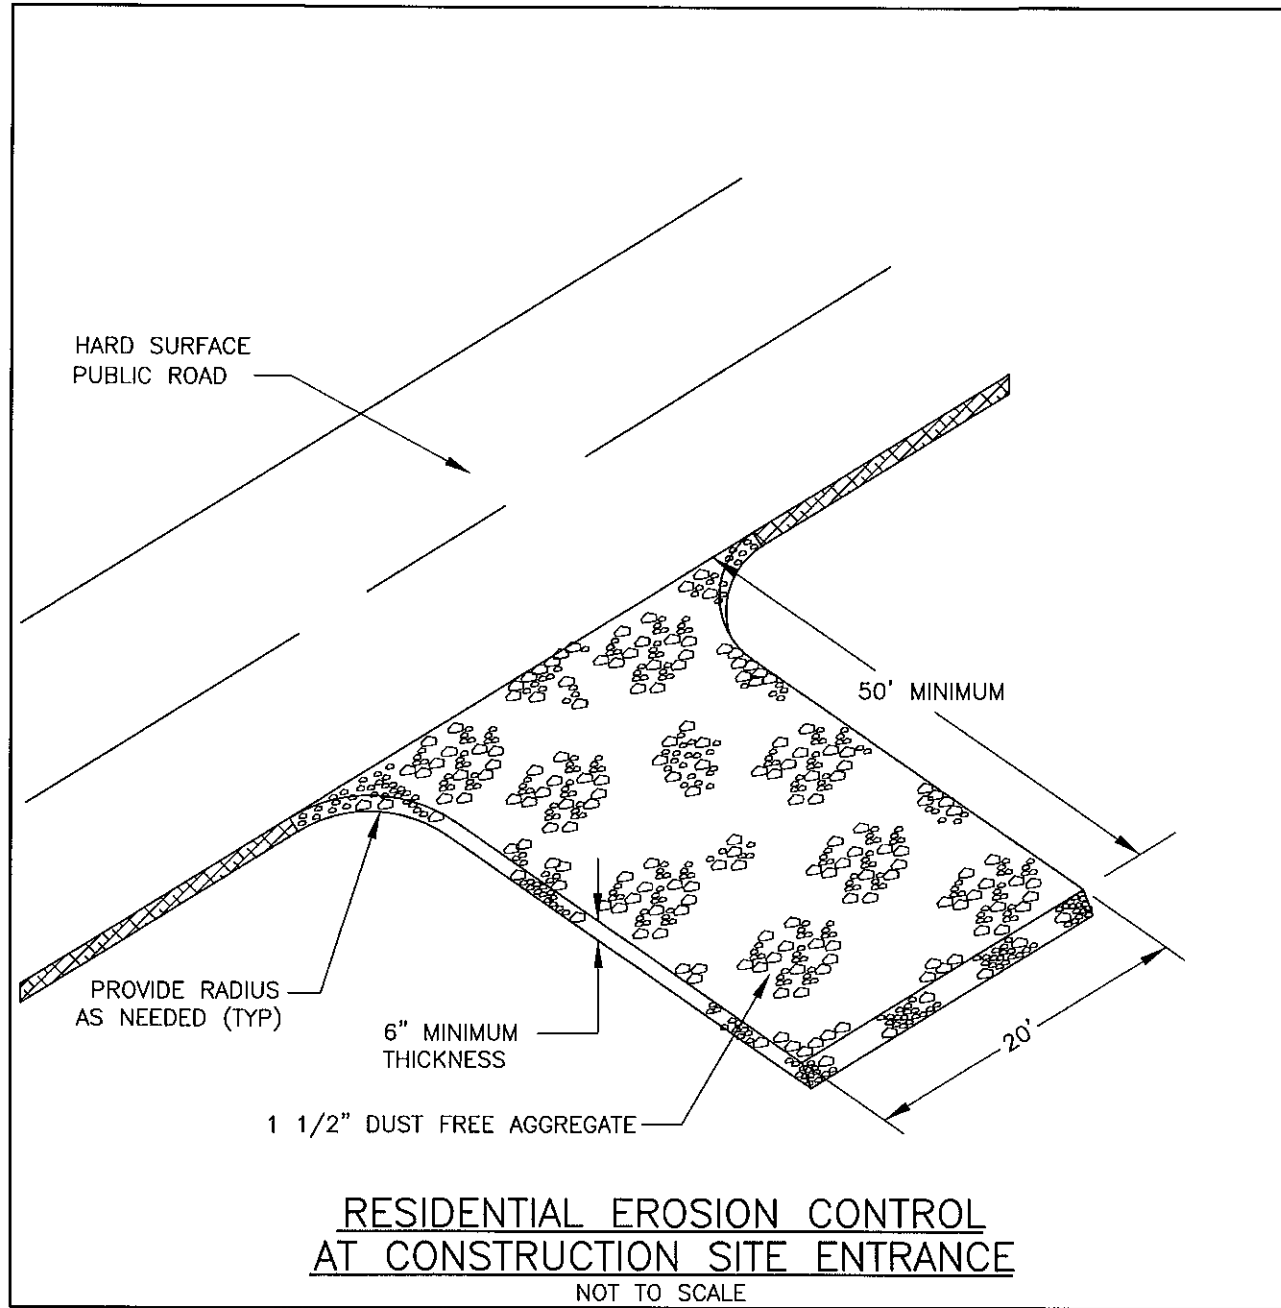 HARD SURFACE
PUBLIC ROAD
50' MINIMUM
PROVIDE RADIUS
AS NEEDED (TYP)
6" MINIMUM
THICKNESS
20'
1 1/2" DUST FREE AGGREGATE
RESIDENTIAL EROSION CONTROL
AT CONSTRUCTION SITE ENTRANCE
NOT TO SCALE